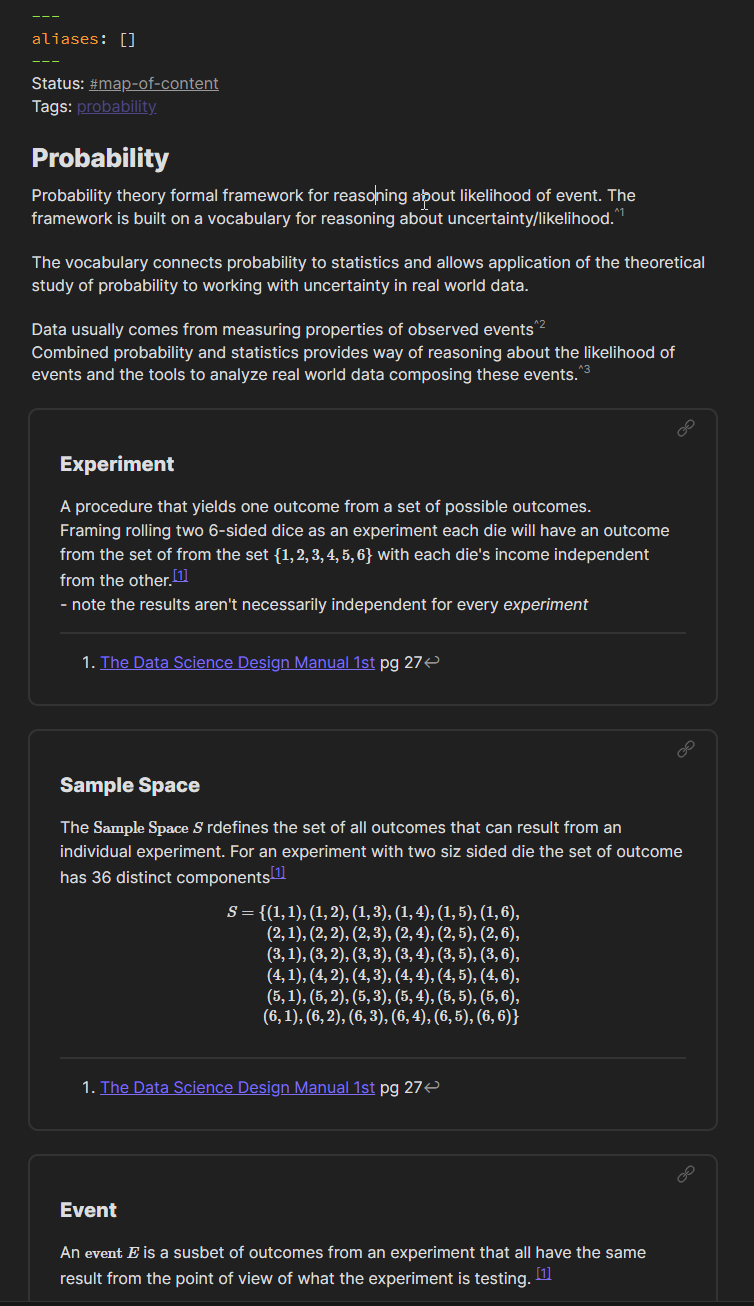 ---
aliases: []
---
Status: #map-of-content
Tags: probability
Probability
Probability theory formal framework for reasoning about likelihood of event. The
framework is built on a vocabulary for reasoning about uncertainty/likelihood.^1
The vocabulary connects probability to statistics and allows application of the theoretical
study of probability to working with uncertainty in real world data.
Data usually comes from measuring properties of observed events^2
Combined probability and statistics provides way of reasoning about the likelihood of
events and the tools to analyze real world data composing these events.^3
Experiment
A procedure that yields one outcome from a set of possible outcomes.
Framing rolling two 6-sided dice as an experiment each die will have an outcome
from the set of from the set {1, 2, 3, 4, 5, 6} with each die's income independent
from the other.[1]
- note the results aren't necessarily independent for every experiment
1. The Data Science Design Manual 1st pg 27↩
Sample Space
The Sample Space S rdefines the set of all outcomes that can result from an
individual experiment. For an experiment with two siz sided die the set of outcome
has 36 distinct components[1]
S = {(1, 1), (1, 2), (1, 3), (1, 4), (1, 5), (1, 6),
(2, 1), (2, 2), (2, 3), (2, 4), (2, 5), (2, 6),
(3, 1), (3, 2), (3, 3), (3, 4), (3, 5), (3, 6),
(4, 1), (4, 2), (4, 3), (4, 4), (4, 5), (4, 6),
(5, 1), (5, 2), (5, 3), (5, 4), (5, 5), (5, 6),
(6, 1), (6, 2), (6, 3), (6, 4), (6, 5), (6, 6)}
1. The Data Science Design Manual 1st pg 27↩
Event
An event E is a susbet of outcomes from an experiment that all have the same
result from the point of view of what the experiment is testing. [1]